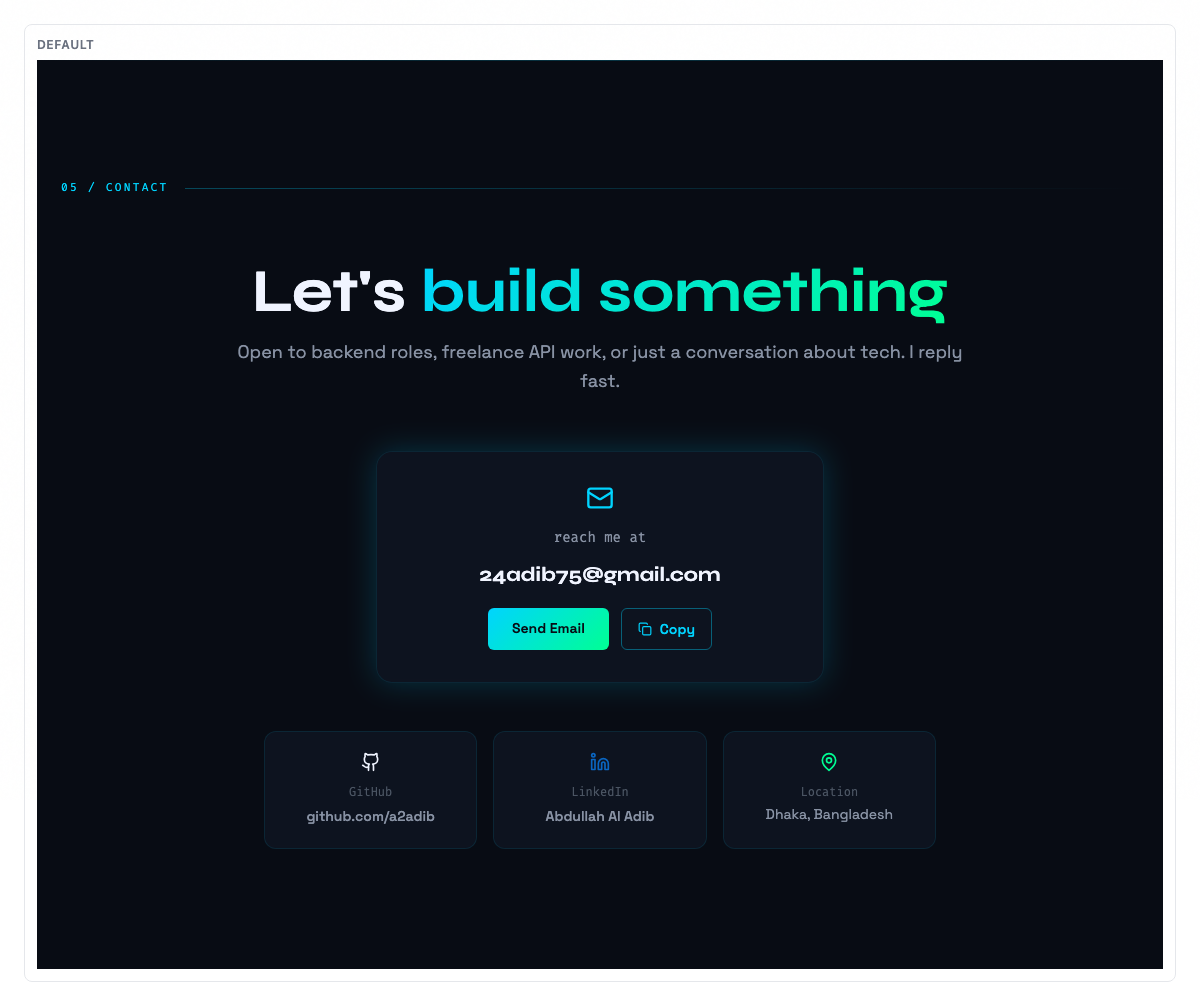 DEFAULT
05 / CONTACT
Let's build something
Open to backend roles, freelance API work, or just a conversation about tech. I reply
fast.
reach me at
24adib75@gmail.com
Send Email
Copy
GitHub
github.com/a2adib
LinkedIn
Abdullah Al Adib
Location
Dhaka, Bangladesh